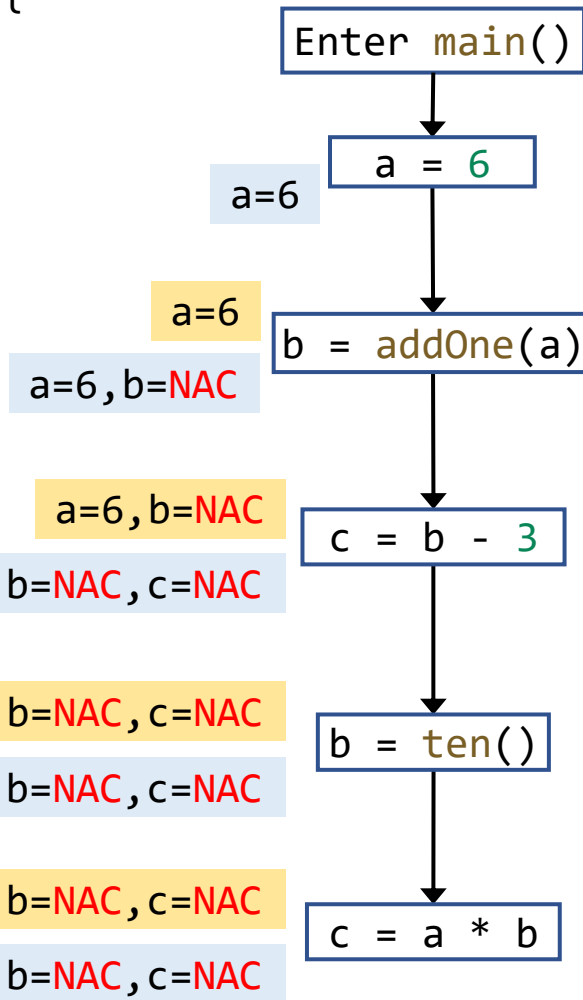 {
Enter main()
a = 6
a=6
a=6
b = addOne(a)
a=6,b=NAC
a=6,b=NAC
c = b - 3
b=NAC,c=NAC
b=NAC,c=NAC
b = ten()
b=NAC,c=NAC
b=NAC,c=NAC
c = a * b
b=NAC,c=NAC